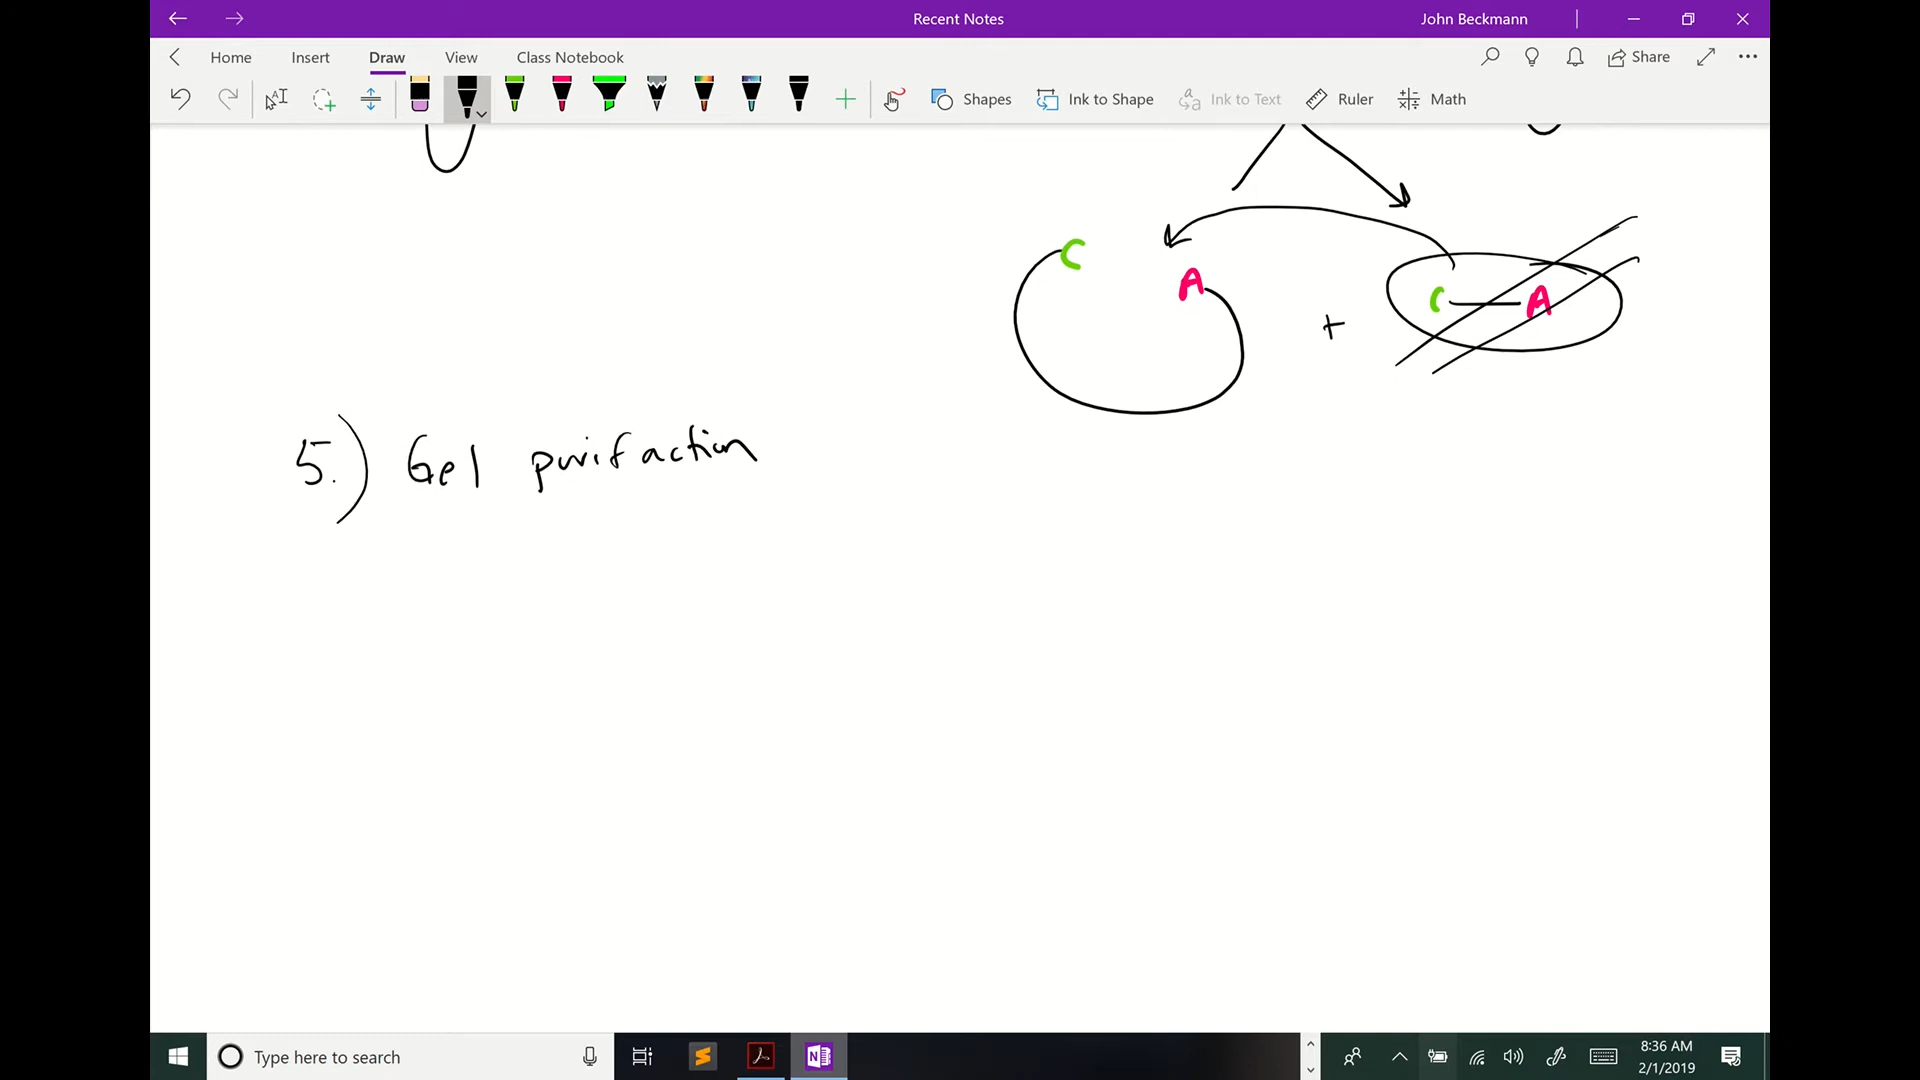 Recent Notes
John Beckmann
Home Insert Draw View Class Notebook
Share
Shapes Ink to Shape Ink to Text Ruler Math
C A
+
C A
5.) Gel purifaction
Type here to search
8:36 AM
2/1/2019